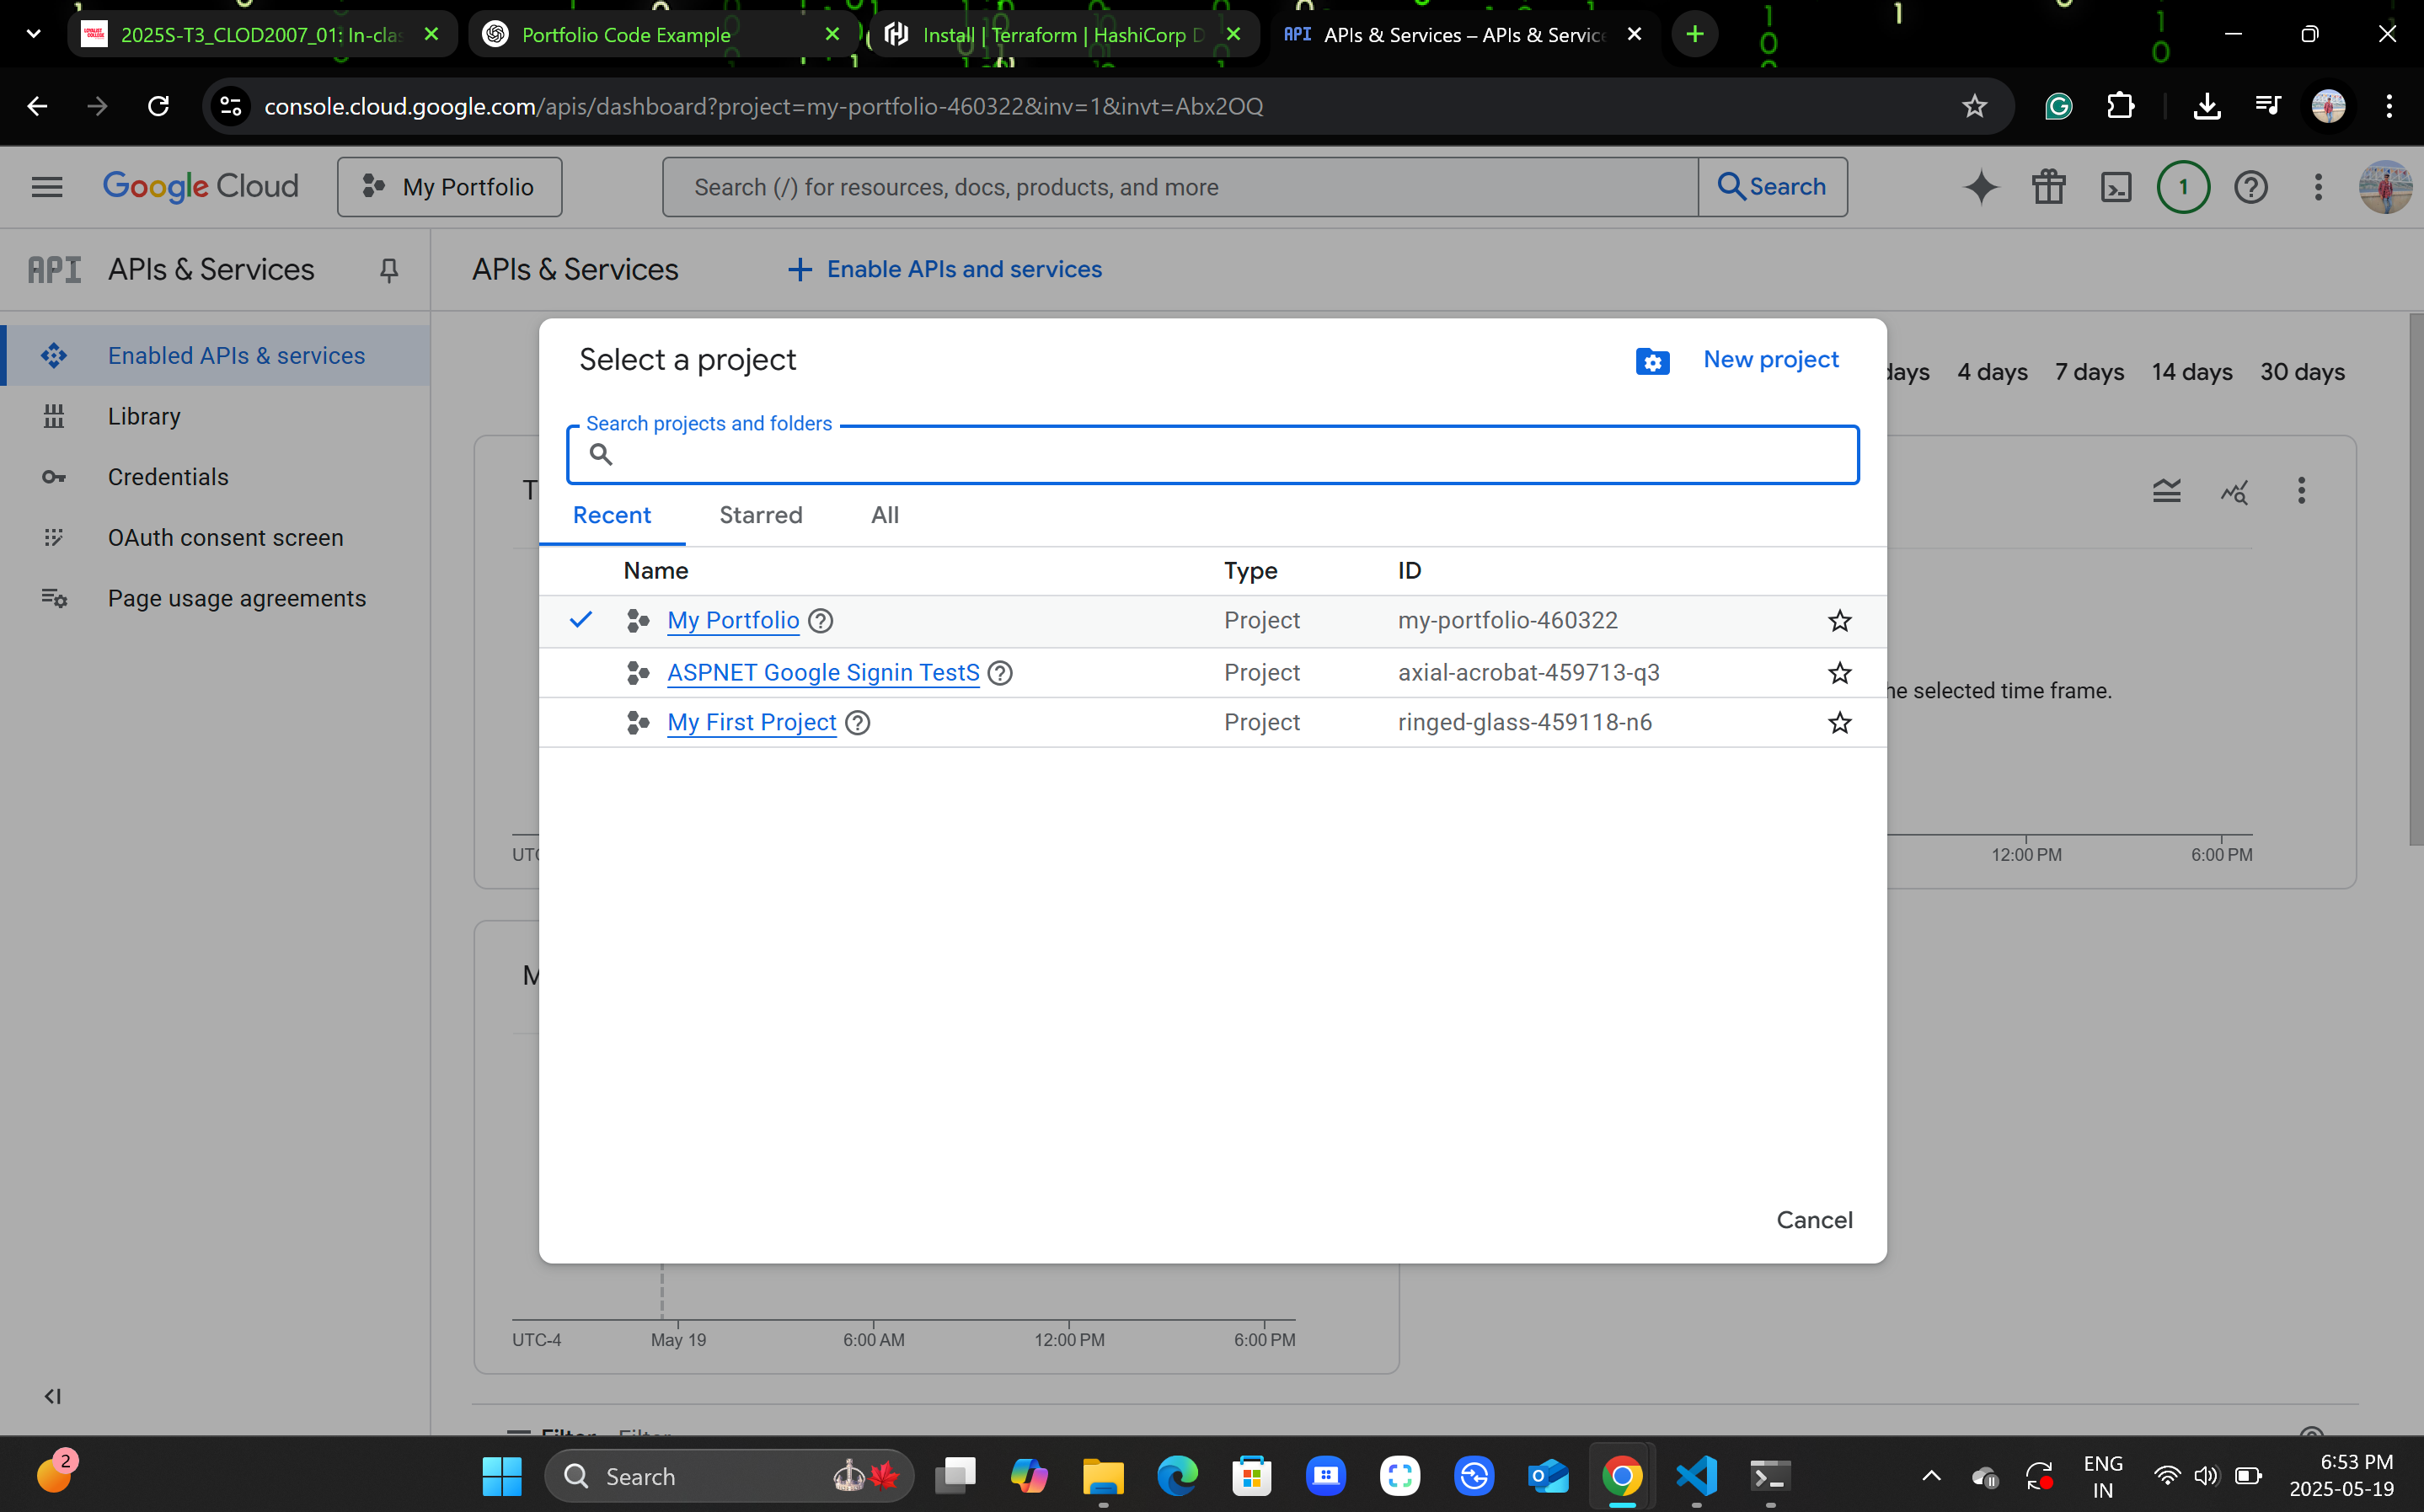 2025S-T3_CLOD2007_01: In-clas
Portfolio Code Example
Install | Terraform | HashiCorp D
API APIs & Services – APIs & Service
console.cloud.google.com/apis/dashboard?project=my-portfolio-460322&inv=1&invt=Abx2OQ
Google Cloud
My Portfolio
Search (/) for resources, docs, products, and more
Search
1
API APIs & Services
APIs & Services
Enable APIs and services
Enabled APIs & services
Library
Credentials
OAuth consent screen
Page usage agreements
days
4 days
7 days
14 days
30 days
Select a project
New project
Search projects and folders
Recent
Starred
All
Name
Type
ID
My Portfolio
Project
my-portfolio-460322
ASPNET Google Signin TestS
Project
axial-acrobat-459713-q3
My First Project
Project
ringed-glass-459118-n6
Cancel
T
he selected time frame.
UTC
12:00 PM
6:00 PM
M
UTC-4
May 19
6:00 AM
12:00 PM
6:00 PM
Filter
Filter
2
Search
ENG
IN
6:53 PM
2025-05-19